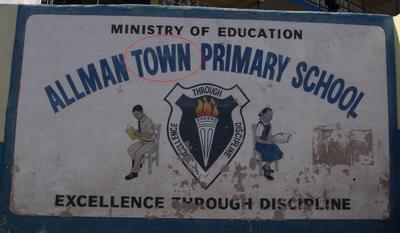 MINISTRY OF EDUCATION
ALLMAN TOWN PRIMARY SCHOOL
THROUGH
EXCELLENCE
DISCIPLINE
EXCELLENCE THROUGH DISCIPLINE